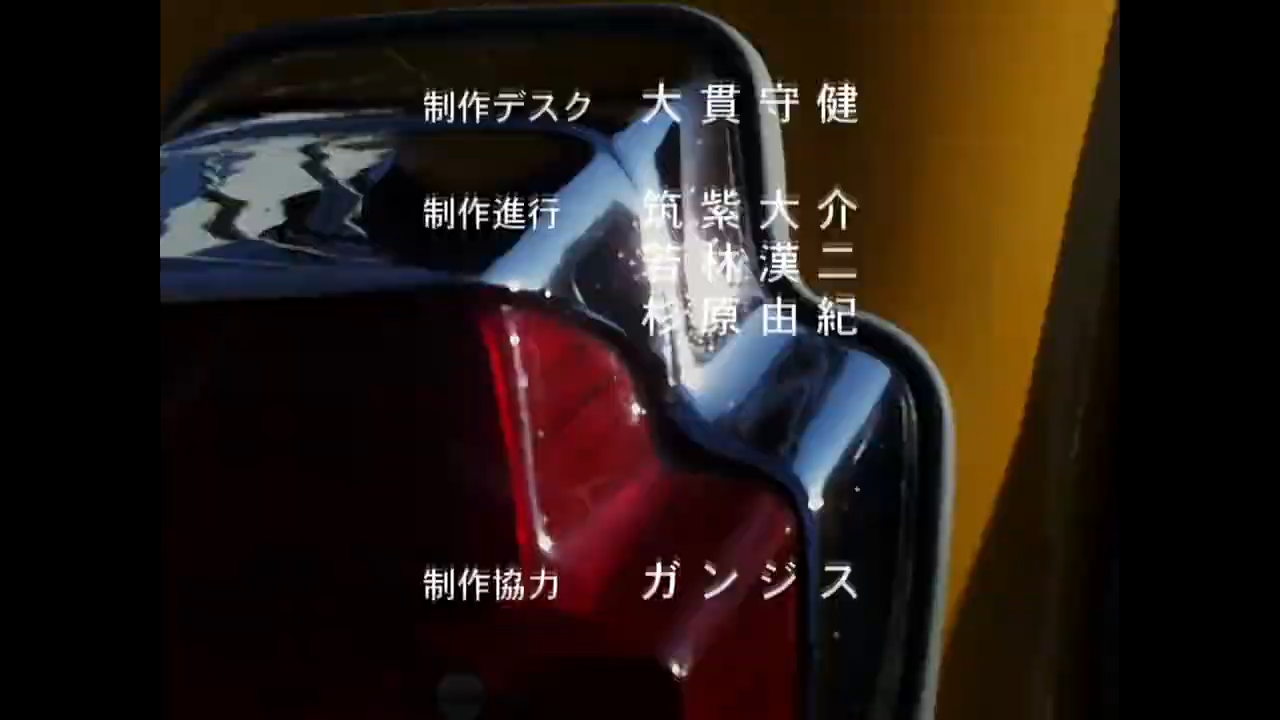 制作デスク 大貫守健
制作進行 筑紫大介
若林漢二
杉原由紀
制作協力 ガンジス